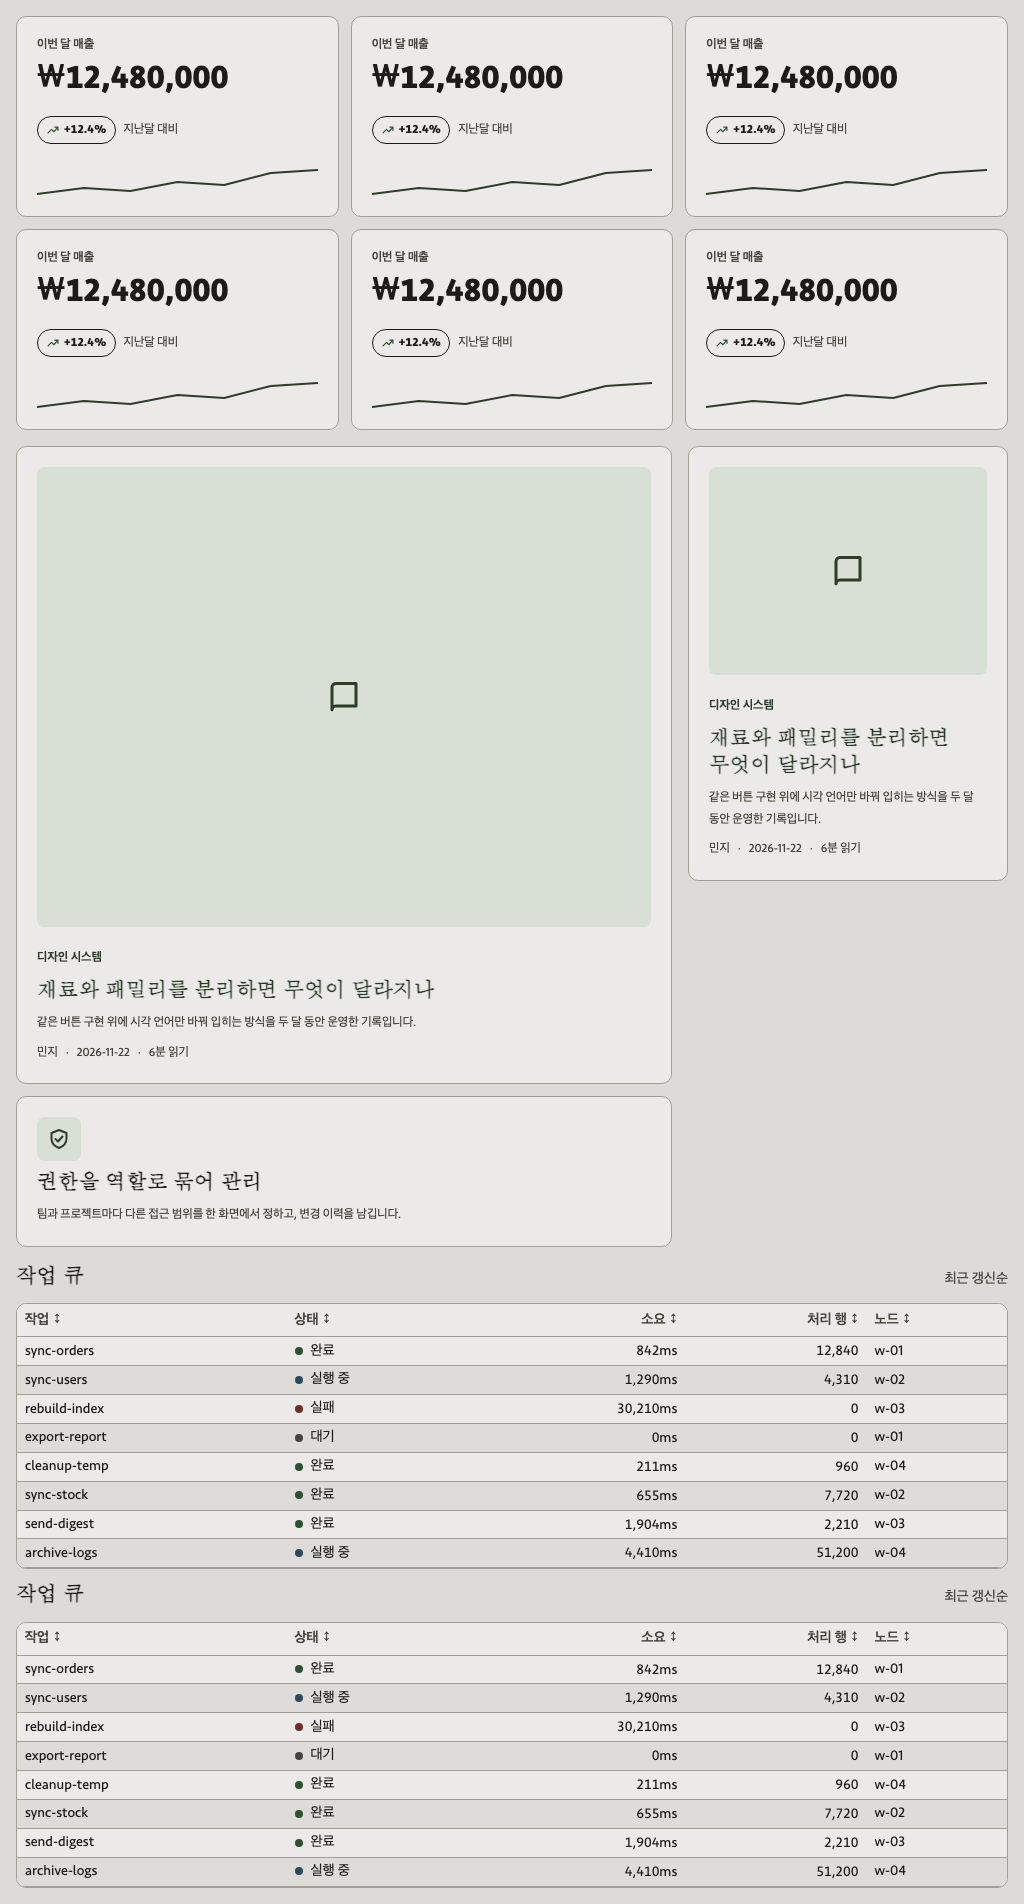 이번 달 매출
₩12,480,000
+12.4% 지난달 대비
이번 달 매출
₩12,480,000
+12.4% 지난달 대비
이번 달 매출
₩12,480,000
+12.4% 지난달 대비
이번 달 매출
₩12,480,000
+12.4% 지난달 대비
이번 달 매출
₩12,480,000
+12.4% 지난달 대비
이번 달 매출
₩12,480,000
+12.4% 지난달 대비
디자인 시스템
재료와 패밀리를 분리하면 무엇이 달라지나
같은 버튼 구현 위에 시각 언어만 바꿔 입히는 방식을 두 달 동안 운영한 기록입니다.
민지 · 2026-11-22 · 6분 읽기
디자인 시스템
재료와 패밀리를 분리하면
무엇이 달라지나
같은 버튼 구현 위에 시각 언어만 바꿔 입히는 방식을 두 달
동안 운영한 기록입니다.
민지 · 2026-11-22 · 6분 읽기
권한을 역할로 묶어 관리
팀과 프로젝트마다 다른 접근 범위를 한 화면에서 정하고, 변경 이력을 남깁니다.
작업 큐 최근 갱신순
작업 ↕ 상태 ↕ 소요 ↕ 처리 행 ↕ 노드 ↕
sync-orders 완료 842ms 12,840 w-01
sync-users 실행 중 1,290ms 4,310 w-02
rebuild-index 실패 30,210ms 0 w-03
export-report 대기 0ms 0 w-01
cleanup-temp 완료 211ms 960 w-04
sync-stock 완료 655ms 7,720 w-02
send-digest 완료 1,904ms 2,210 w-03
archive-logs 실행 중 4,410ms 51,200 w-04
작업 큐 최근 갱신순
작업 ↕ 상태 ↕ 소요 ↕ 처리 행 ↕ 노드 ↕
sync-orders 완료 842ms 12,840 w-01
sync-users 실행 중 1,290ms 4,310 w-02
rebuild-index 실패 30,210ms 0 w-03
export-report 대기 0ms 0 w-01
cleanup-temp 완료 211ms 960 w-04
sync-stock 완료 655ms 7,720 w-02
send-digest 완료 1,904ms 2,210 w-03
archive-logs 실행 중 4,410ms 51,200 w-04